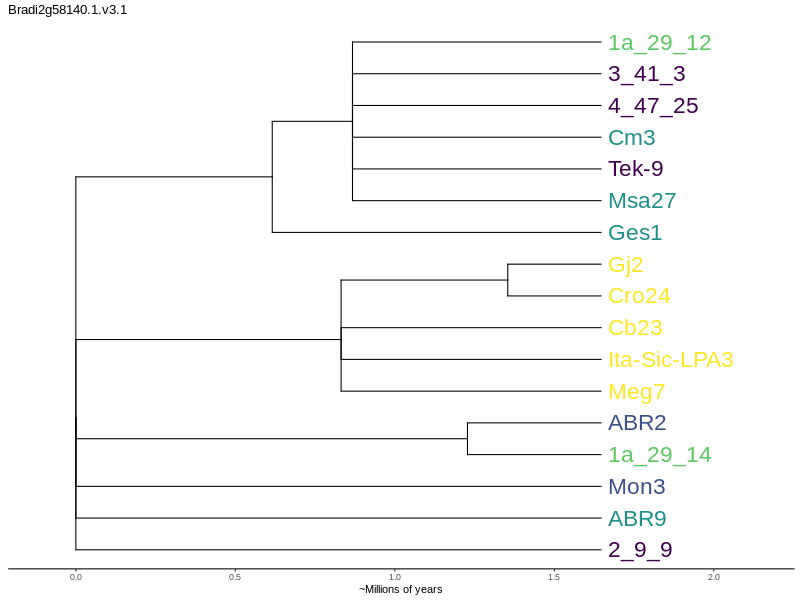 Bradi2g58140.1.v3.1
1a_29_12
3_41_3
4_47_25
Cm3
Tek-9
Msa27
Ges1
Gj2
Cro24
Cb23
Ita-Sic-LPA3
Meg7
ABR2
1a_29_14
Mon3
ABR9
2_9_9
0.0 0.5 1.0 1.5 2.0
~Millions of years